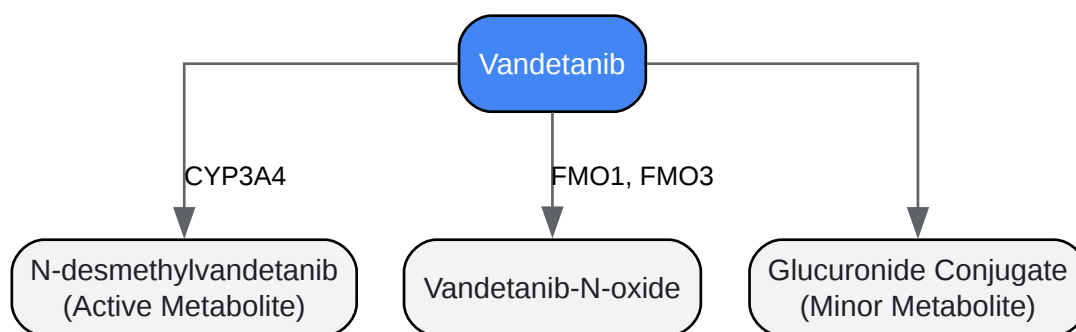 Vandetanib
CYP3A4
FMO1, FMO3
N-desmethylvandetanib
(Active Metabolite)
Vandetanib-N-oxide
Glucuronide Conjugate
(Minor Metabolite)